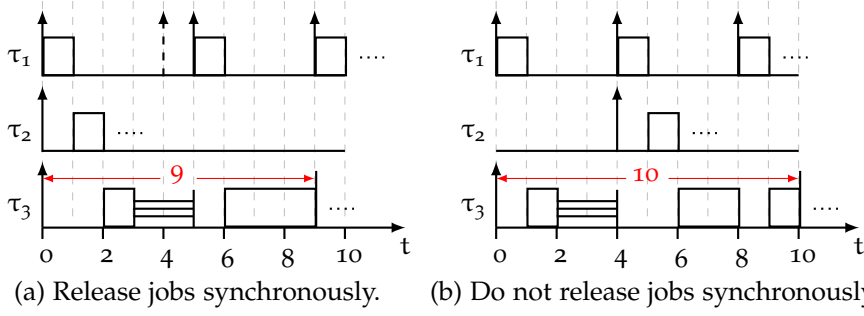 τ₁ .... τ₁ ....
τ₂ .... τ₂ ....
9 10
τ₃ .... τ₃ ....
0 2 4 6 8 10 t 0 2 4 6 8 10 t
(a) Release jobs synchronously. (b) Do not release jobs synchronously